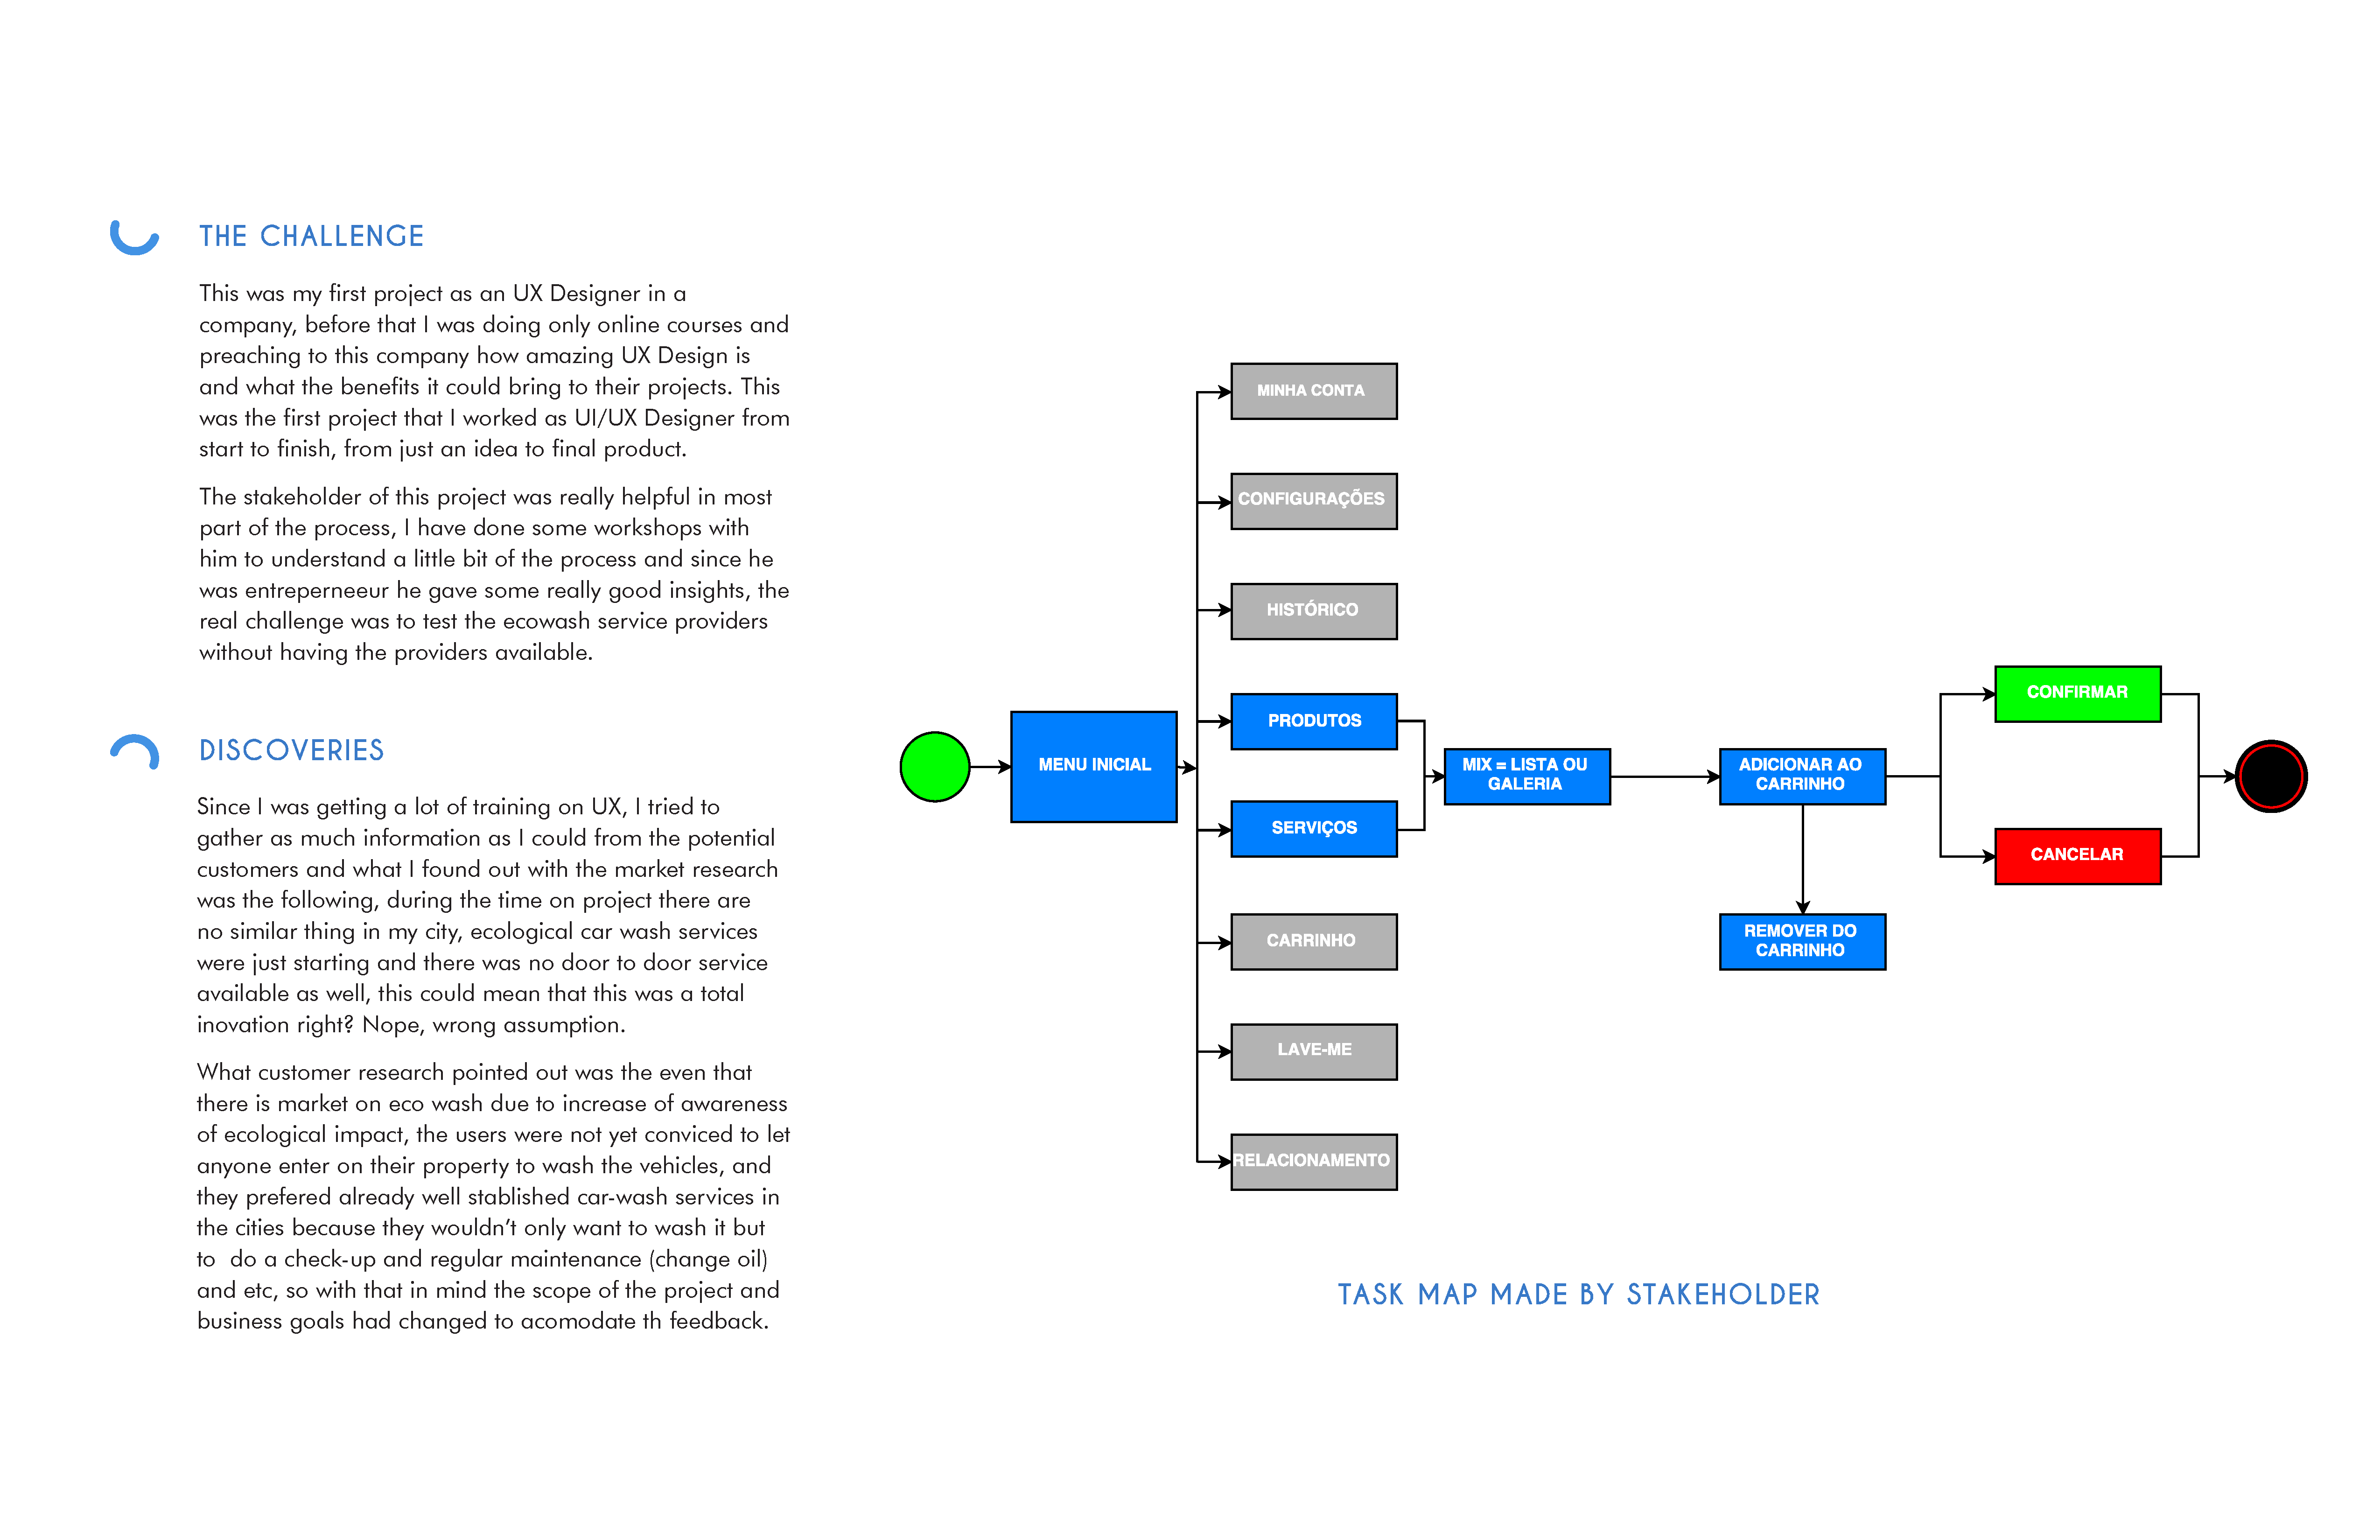 THE CHALLENGE
This was my first project as an UX Designer in a
company, before that I was doing only online courses and
preaching to this company how amazing UX Design is
and what the benefits it could bring to their projects. This
was the first project that I worked as UI/UX Designer from
start to finish, from just an idea to final product.
The stakeholder of this project was really helpful in most
part of the process, I have done some workshops with
him to understand a little bit of the process and since he
was entreperneeur he gave some really good insights, the
real challenge was to test the ecowash service providers
without having the providers available.
DISCOVERIES
Since I was getting a lot of training on UX, I tried to
gather as much information as I could from the potential
customers and what I found out with the market research
was the following, during the time on project there are
no similar thing in my city, ecological car wash services
were just starting and there was no door to door service
available as well, this could mean that this was a total
inovation right? Nope, wrong assumption.
What customer research pointed out was the even that
there is market on eco wash due to increase of awareness
of ecological impact, the users were not yet conviced to let
anyone enter on their property to wash the vehicles, and
they prefered already well stablished car-wash services in
the cities because they wouldn't only want to wash it but
to  do a check-up and regular maintenance (change oil)
and etc, so with that in mind the scope of the project and
business goals had changed to acomodate th feedback.
MENU INICIAL
MINHA CONTA
CONFIGURAÇÕES
HISTÓRICO
PRODUTOS
SERVIÇOS
CARRINHO
LAVE-ME
RELACIONAMENTO
MIX = LISTA OU
GALERIA
ADICIONAR AO
CARRINHO
REMOVER DO
CARRINHO
CONFIRMAR
CANCELAR
TASK MAP MADE BY STAKEHOLDER